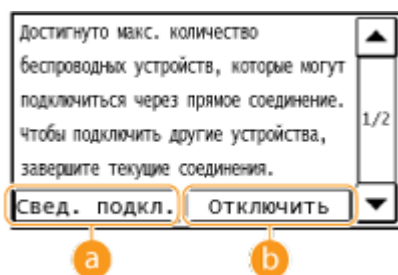 Достигнуто макс. количество
беспроводных устройств, которые могут
подключиться через прямое соединение.
Чтобы подключить другие устройства,
завершите текущие соединения.
1/2
Свед. подкл. Отключить
a b